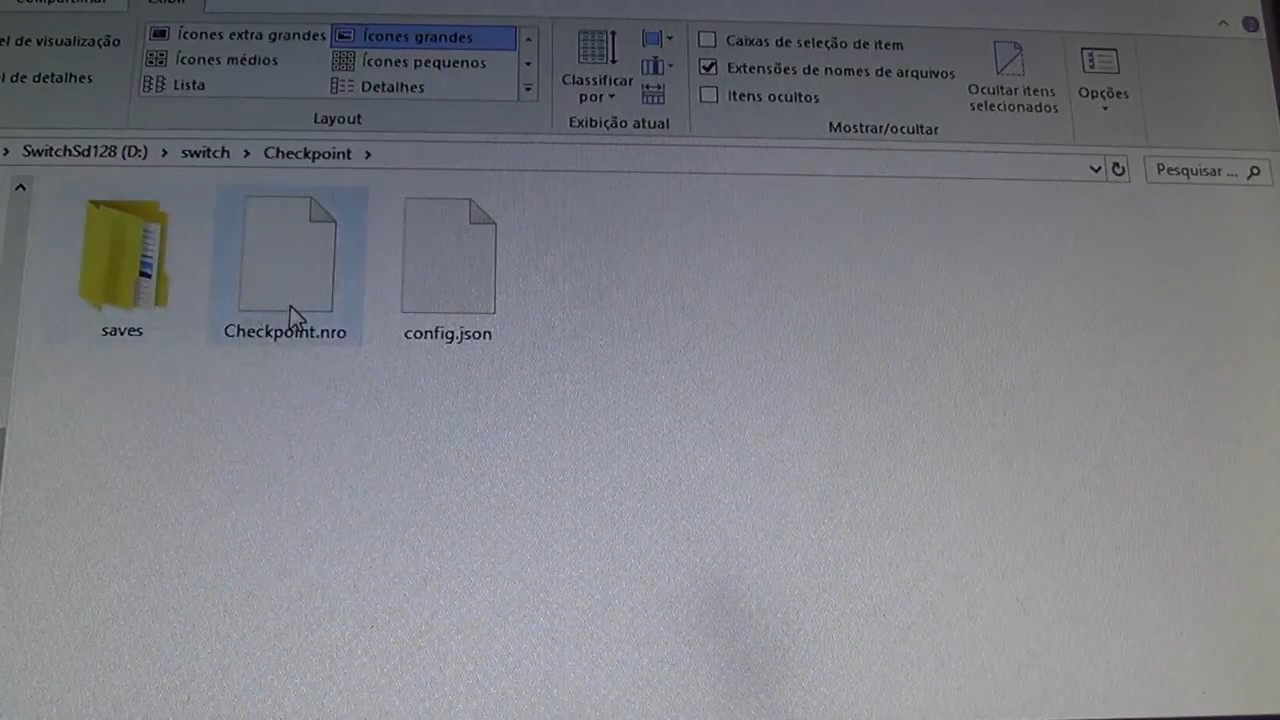 el de visualização
l de detalhes
Ícones extra grandes
Ícones grandes
Ícones médios
Ícones pequenos
Lista
Detalhes
Layout
Classificar
por
Exibição atual
Caixas de seleção de item
Extensões de nomes de arquivos
Itens ocultos
Mostrar/ocultar
Ocultar itens
selecionados
Opções
SwitchSd128 (D:) > switch > Checkpoint >
Pesquisar ...
saves
Checkpoint.nro
config.json